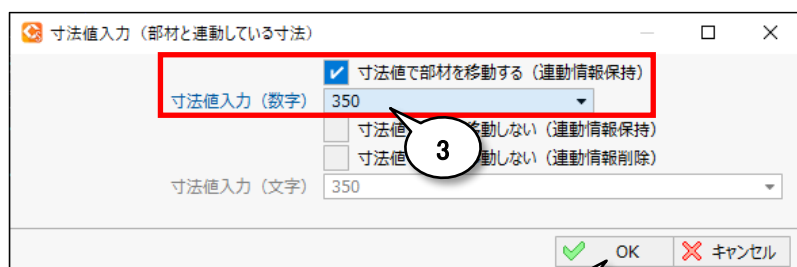 寸法値入力（部材と連動している寸法）
寸法値で部材を移動する（連動情報保持）
寸法値入力（数字） 350
寸法値 移動しない（連動情報保持）
寸法値 動しない（連動情報削除）
3
寸法値入力（文字） 350
OK キャンセル